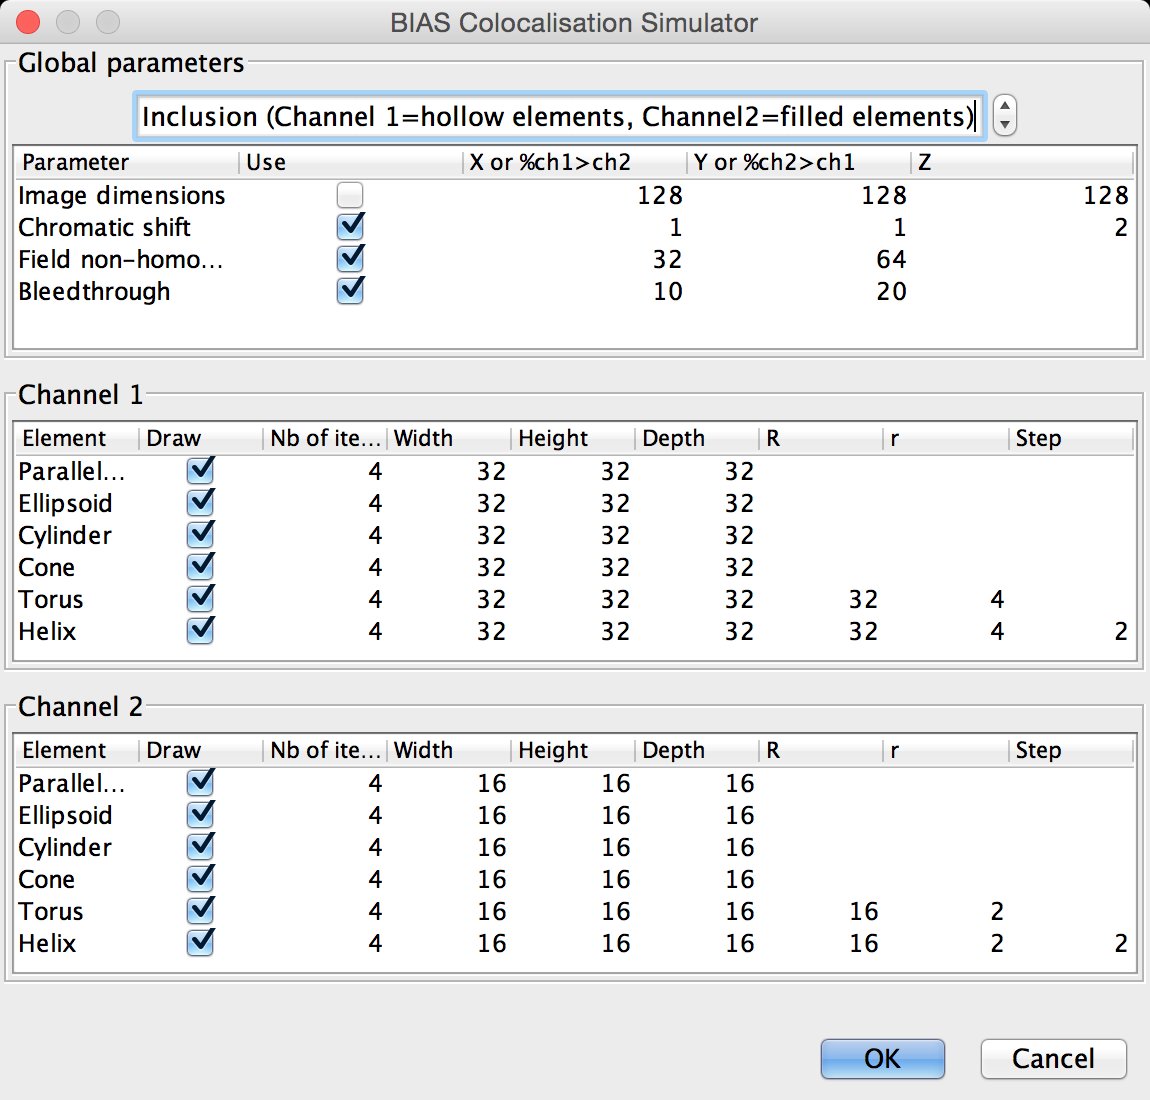 BIAS Colocalisation Simulator
Global parameters
Inclusion (Channel 1=hollow elements, Channel2=filled elements)
Parameter Use X or %ch1>ch2 Y or %ch2>ch1 Z
Image dimensions 128 128 128
Chromatic shift 1 1 2
Field non-homo... 32 64
Bleedthrough 10 20
Channel 1
Element Draw Nb of ite... Width Height Depth R r Step
Parallel... 4 32 32 32
Ellipsoid 4 32 32 32
Cylinder 4 32 32 32
Cone 4 32 32 32
Torus 4 32 32 32 32 4
Helix 4 32 32 32 32 4 2
Channel 2
Element Draw Nb of ite... Width Height Depth R r Step
Parallel... 4 16 16 16
Ellipsoid 4 16 16 16
Cylinder 4 16 16 16
Cone 4 16 16 16
Torus 4 16 16 16 16 2
Helix 4 16 16 16 16 2 2
OK Cancel